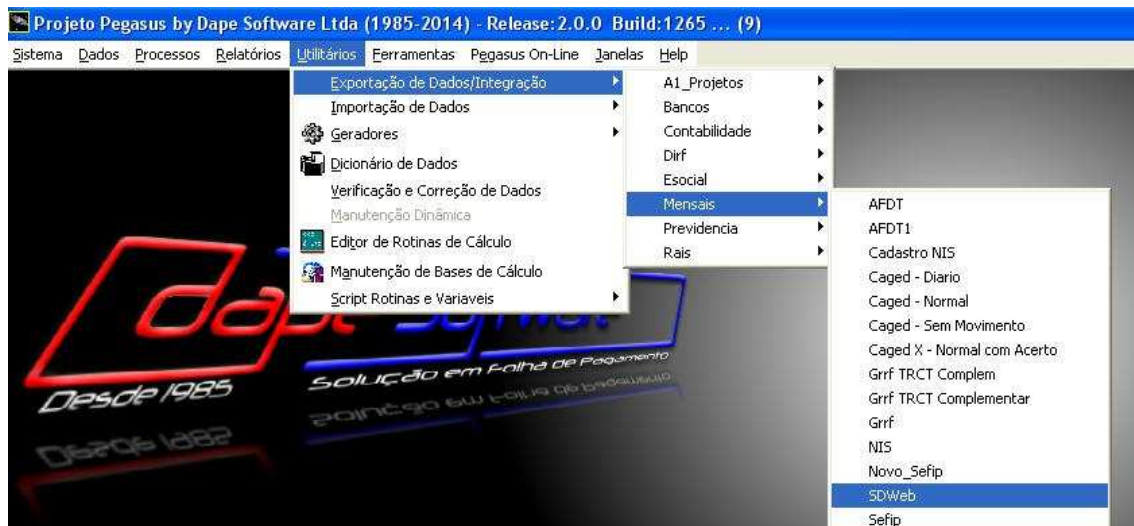 Projeto Pegasus by Dape Software Ltda (1985-2014) - Release:2.0.0 Build:1265 ... (9)
Sistema Dados Processos Relatórios Utilitários Ferramentas Pegasus On-Line Janelas Help
Exportação de Dados/Integração
Importação de Dados
Geradores
Dicionário de Dados
Verificação e Correção de Dados
Manutenção Dinâmica
Editor de Rotinas de Cálculo
Manutenção de Bases de Cálculo
Script Rotinas e Variaveis
A1_Projetos
Bancos
Contabilidade
Dirf
Esocial
Mensais
Previdencia
Rais
AFDT
AFDT1
Cadastro NIS
Caged - Diario
Caged - Normal
Caged - Sem Movimento
Caged X - Normal com Acerto
Grrf TRCT Complem
Grrf TRCT Complementar
Grrf
NIS
Novo_Sefip
SDWeb
Sefip
Desde 1985
Solução em Folha de Pagamento